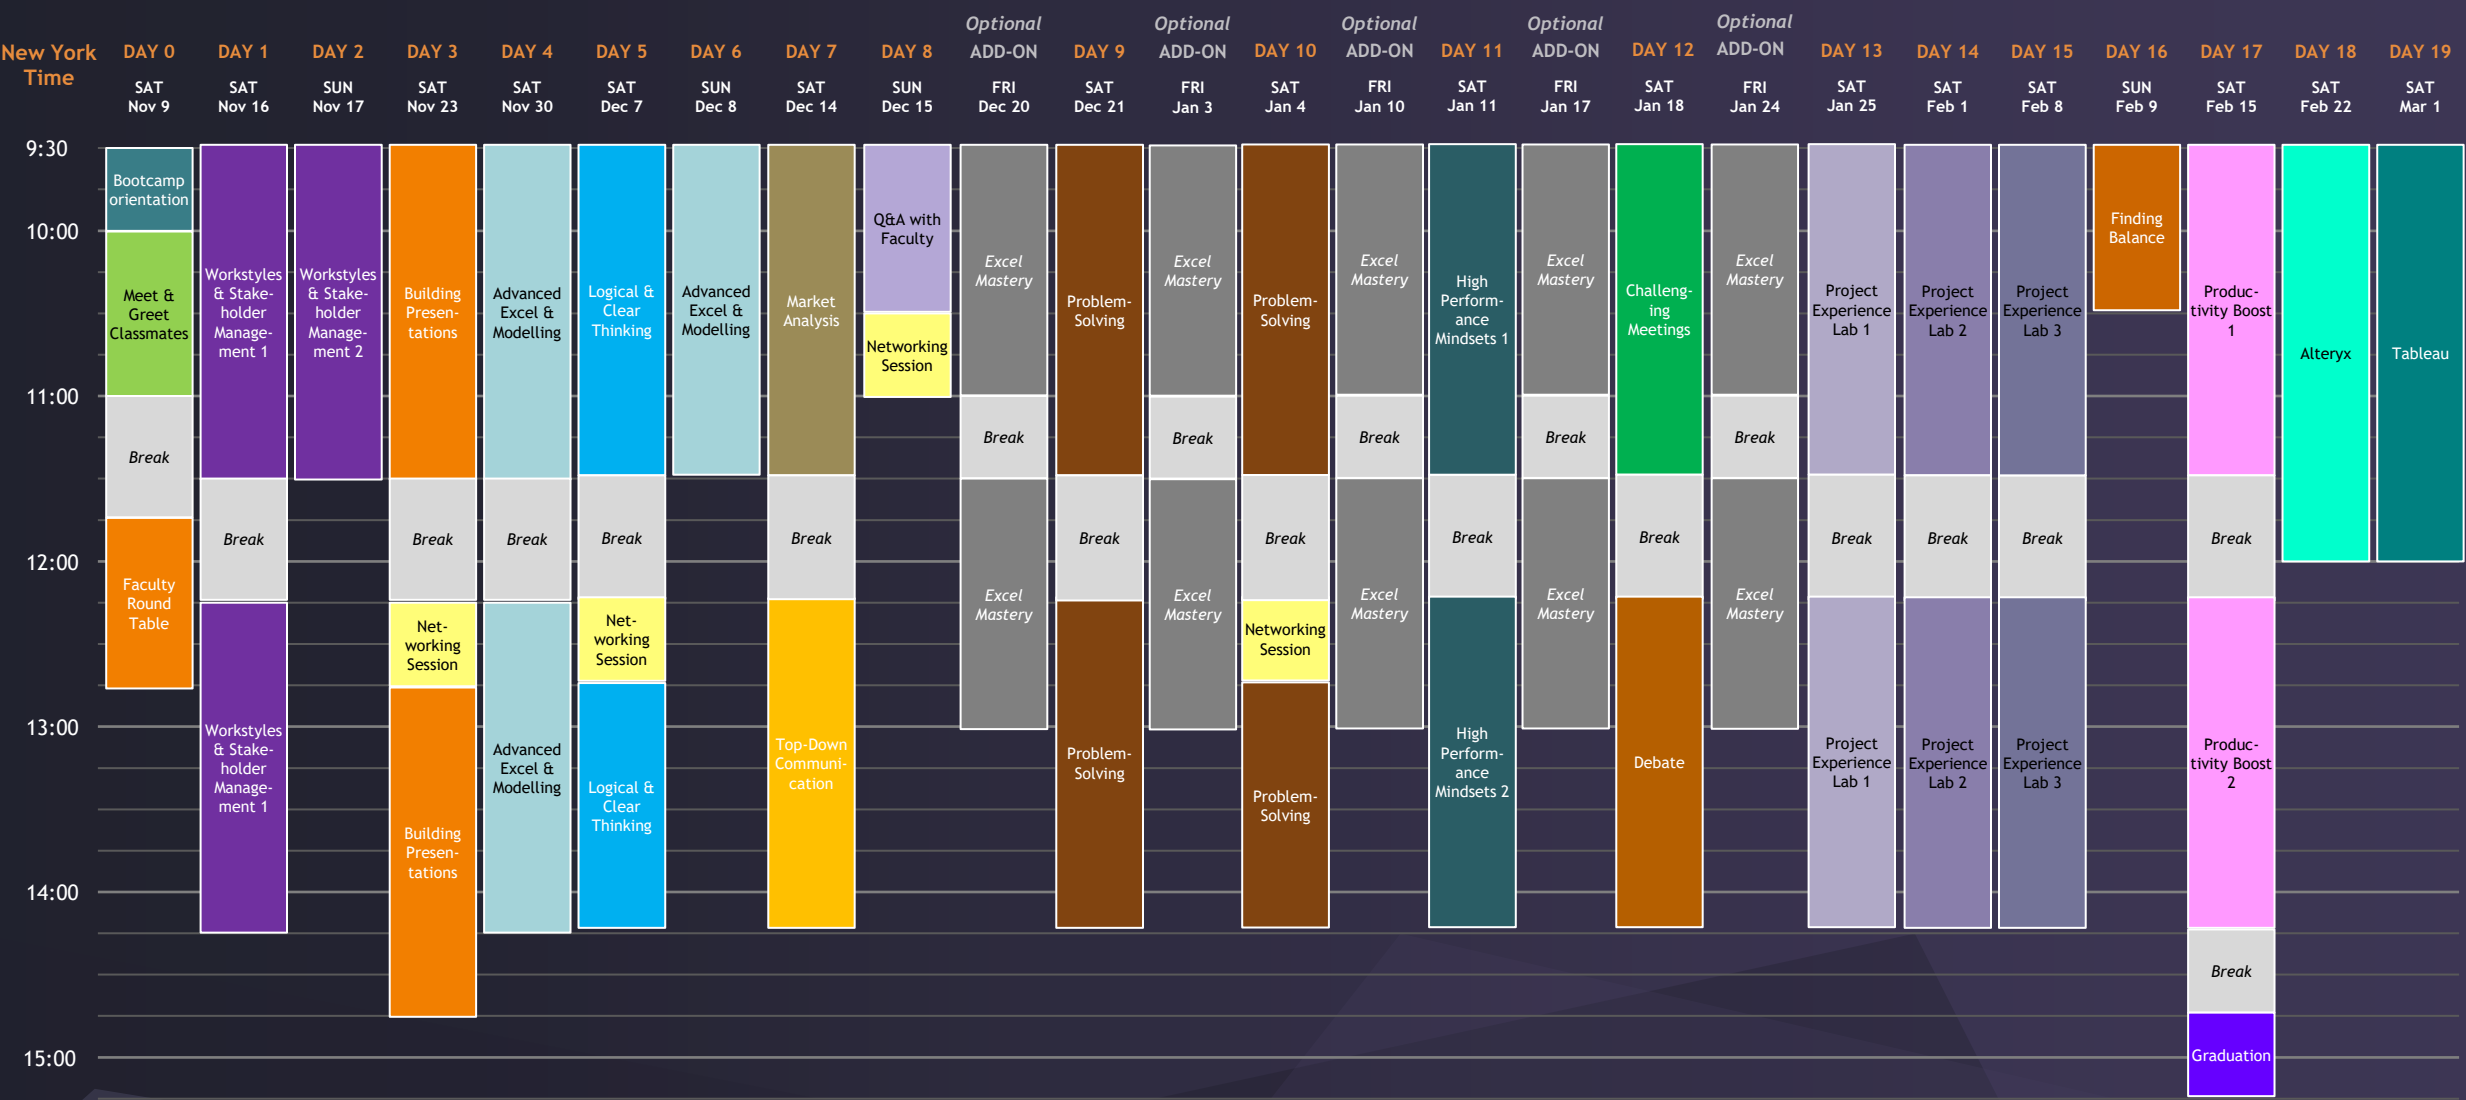 New York
Time
DAY 0
SAT
Nov 9
DAY 1
SAT
Nov 16
DAY 2
SUN
Nov 17
DAY 3
SAT
Nov 23
DAY 4
SAT
Nov 30
DAY 5
SAT
Dec 7
DAY 6
SUN
Dec 8
DAY 7
SAT
Dec 14
DAY 8
SUN
Dec 15
Optional
ADD-ON
FRI
Dec 20
DAY 9
SAT
Dec 21
Optional
ADD-ON
FRI
Jan 3
DAY 10
SAT
Jan 4
Optional
ADD-ON
FRI
Jan 10
DAY 11
SAT
Jan 11
Optional
ADD-ON
FRI
Jan 17
DAY 12
SAT
Jan 18
Optional
ADD-ON
FRI
Jan 24
DAY 13
SAT
Jan 25
DAY 14
SAT
Feb 1
DAY 15
SAT
Feb 8
DAY 16
SUN
Feb 9
DAY 17
SAT
Feb 15
DAY 18
SAT
Feb 22
DAY 19
SAT
Mar 1
9:30
10:00
11:00
12:00
13:00
14:00
15:00
Bootcamp
orientation
Meet &
Greet
Classmates
Break
Faculty
Round
Table
Workstyles
& Stake-
holder
Manage-
ment 1
Break
Workstyles
& Stake-
holder
Manage-
ment 1
Workstyles
& Stake-
holder
Manage-
ment 2
Building
Presen-
tations
Break
Net-
working
Session
Building
Presen-
tations
Advanced
Excel &
Modelling
Break
Advanced
Excel &
Modelling
Logical &
Clear
Thinking
Break
Net-
working
Session
Logical &
Clear
Thinking
Advanced
Excel &
Modelling
Market
Analysis
Break
Top-Down
Communi-
cation
Q&A with
Faculty
Networking
Session
Excel
Mastery
Break
Excel
Mastery
Problem-
Solving
Break
Problem-
Solving
Excel
Mastery
Break
Excel
Mastery
Problem-
Solving
Break
Networking
Session
Problem-
Solving
Excel
Mastery
Break
Excel
Mastery
High
Perform-
ance
Mindsets 1
Break
High
Perform-
ance
Mindsets 2
Excel
Mastery
Break
Excel
Mastery
Challeng-
ing
Meetings
Break
Debate
Excel
Mastery
Break
Excel
Mastery
Project
Experience
Lab 1
Break
Project
Experience
Lab 1
Project
Experience
Lab 2
Break
Project
Experience
Lab 2
Project
Experience
Lab 3
Break
Project
Experience
Lab 3
Finding
Balance
Produc-
tivity Boost
1
Break
Produc-
tivity Boost
2
Break
Graduation
Alteryx
Tableau